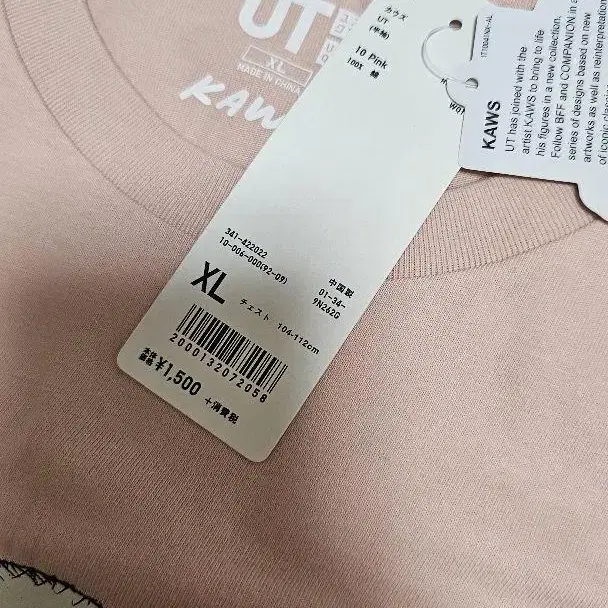 UT
XL
MADE IN CHINA
KAWS
カウズ
UT
(半袖)
10 Pink
100X 綿
341-422022
10-006-000(92-09)
中国製
01-34-
9N262G
XL
チェスト 104-112cm
2000132072058
本体
価格 ¥1,500 +消費税
KAWS
UT has joined with the
artist KAWS to bring to life
his figures in a new collection.
Follow BFF and COMPANION in a
series of designs based on new
artworks as well as reinterpretation
of iconic